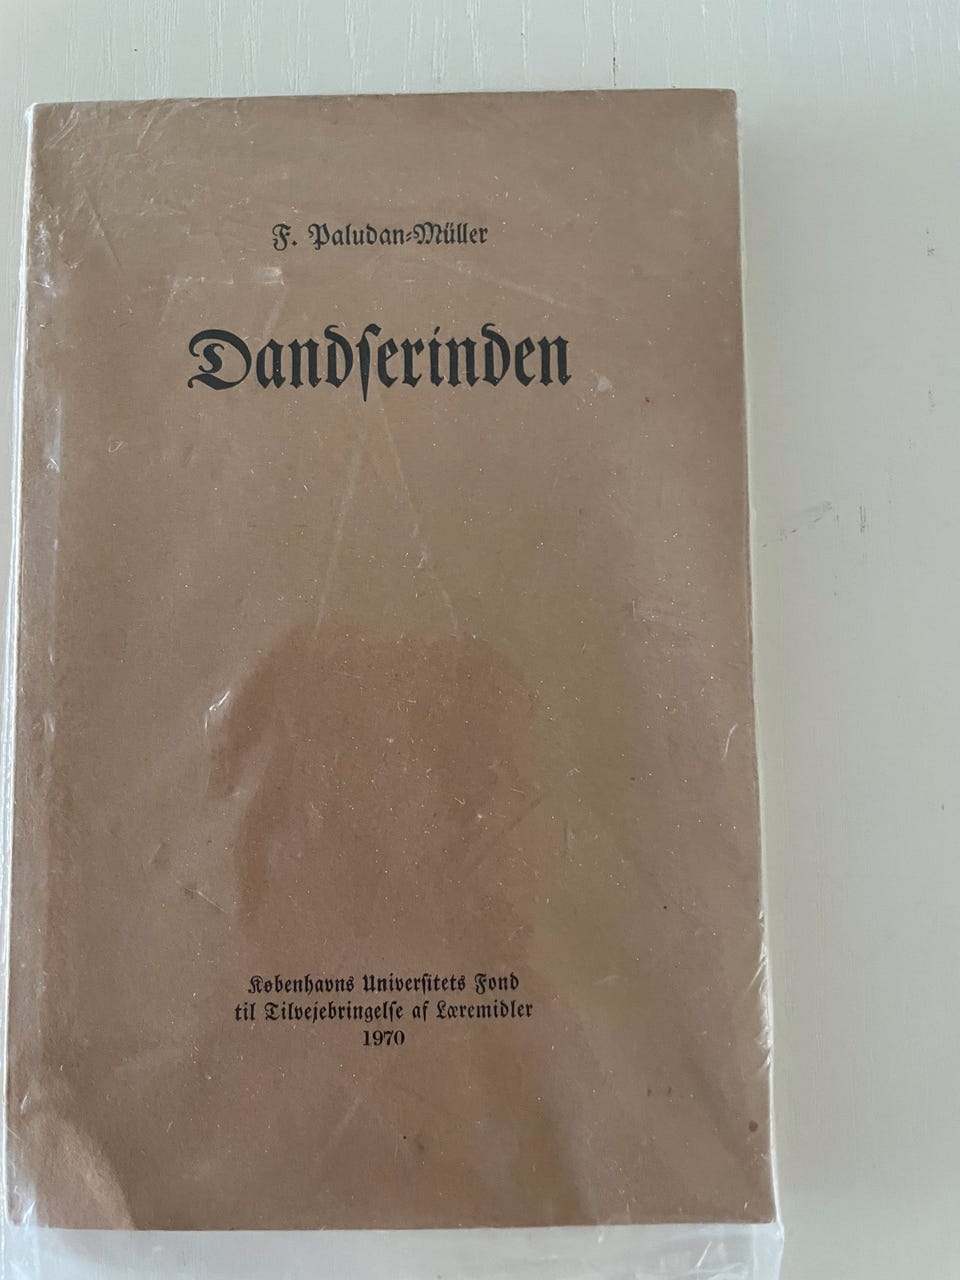 F. Paludan-Müller
Dandſerinden
Københavns Univerſitets Fond
til Tilvejebringelſe af Læremidler
1970